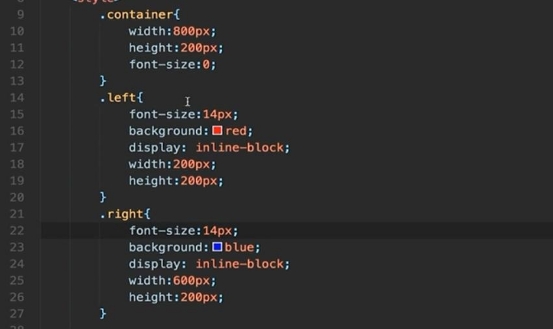 <style>
9 .container{
10 width:800px;
11 height:200px;
12 font-size:0;
13 }
14 .left{
15 font-size:14px;
16 background:red;
17 display: inline-block;
18 width:200px;
19 height:200px;
20 }
21 .right{
22 font-size:14px;
23 background:blue;
24 display: inline-block;
25 width:600px;
26 height:200px;
27 }